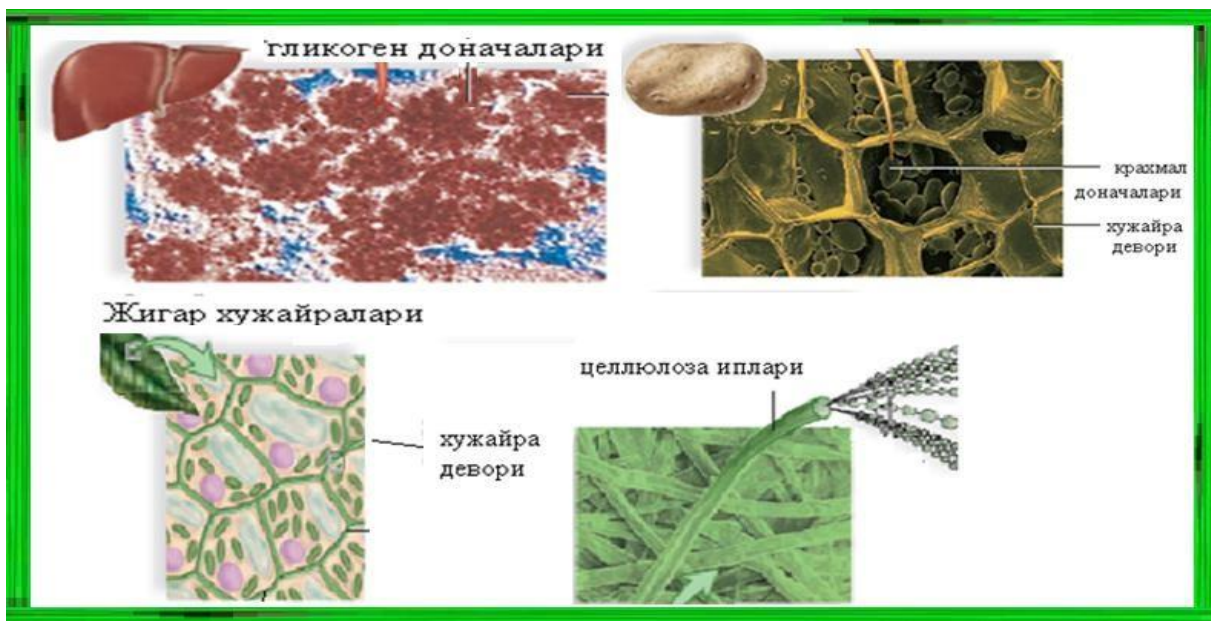 гликоген доначалари
крахмал
доначалари
хужайра
девори
Жигар хужайралари
целлюлоза иплари
хужайра
девори